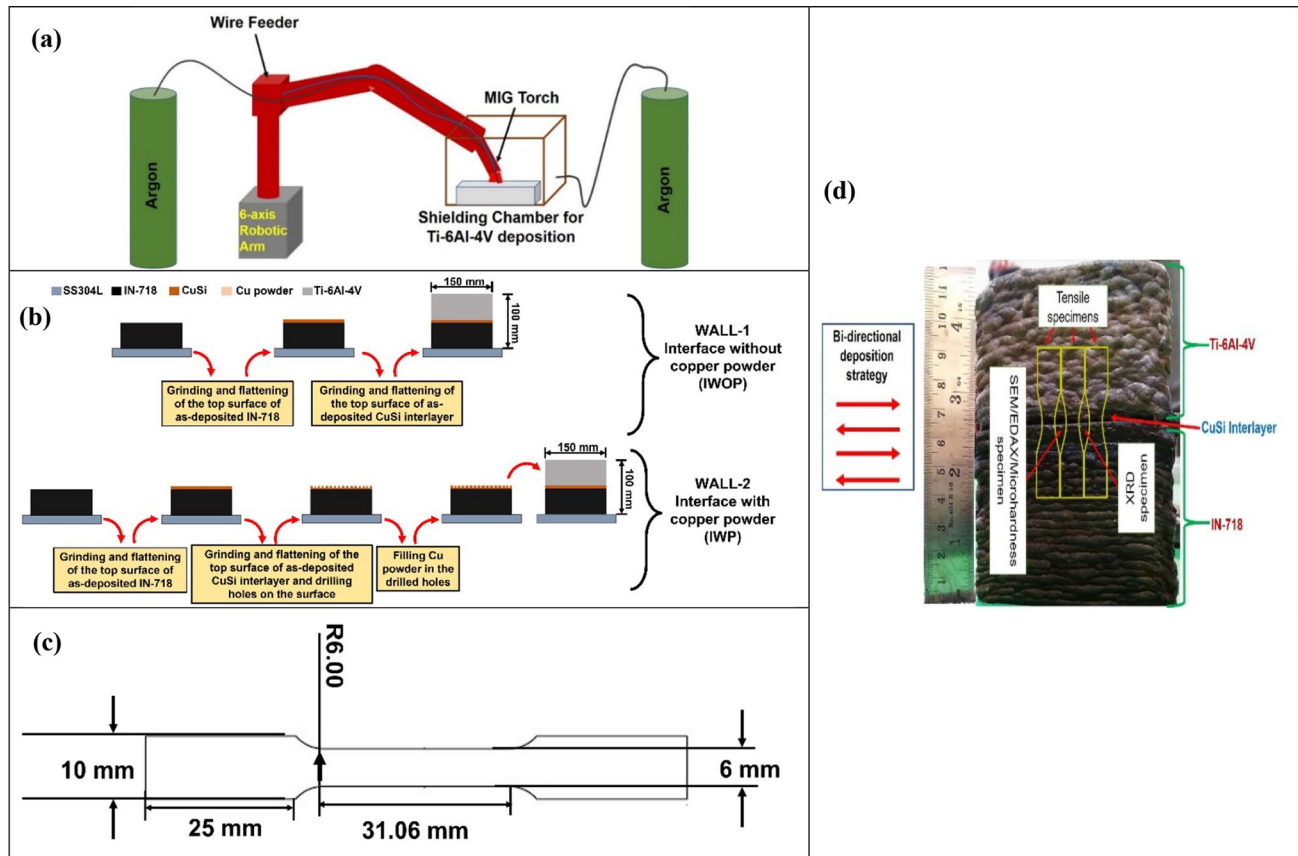 (a)
Wire Feeder
MIG Torch
Argon
Argon
6-axis
Robotic
Arm
Shielding Chamber for
Ti-6Al-4V deposition
(b)
SS304L
IN-718
CuSi
Cu powder
Ti-6Al-4V
150 mm
100 mm
Grinding and flattening
of the top surface of
as-deposited IN-718
Grinding and flattening of
the top surface of as-
deposited CuSi interlayer
WALL-1
Interface without
copper powder
(IWOP)
150 mm
100 mm
Grinding and flattening
of the top surface of
as-deposited IN-718
Grinding and flattening of the
top surface of as-deposited
CuSi interlayer and drilling
holes on the surface
Filling Cu
powder in the
drilled holes
WALL-2
Interface with
copper powder
(IWP)
(c)
R6.00
10 mm
6 mm
25 mm
31.06 mm
(d)
Bi-directional
deposition
strategy
Tensile
specimens
SEM/EDAX/Microhardness
specimen
XRD
specimen
Ti-6Al-4V
CuSi Interlayer
IN-718